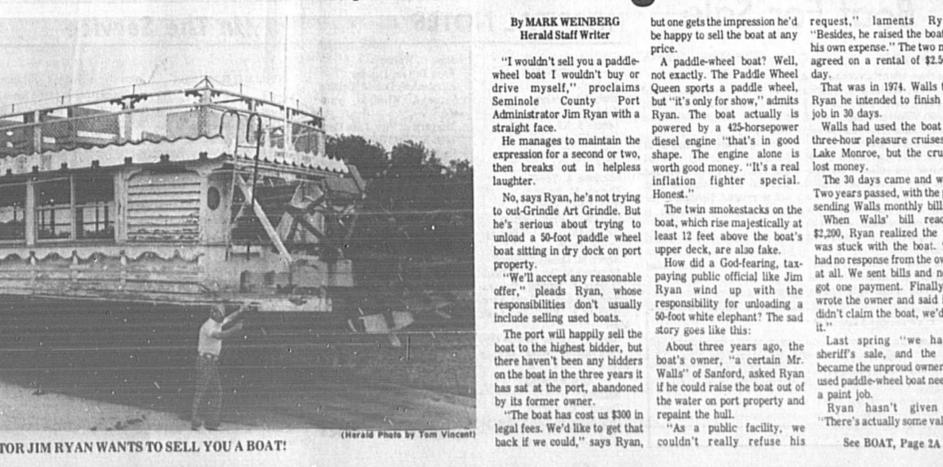 By MARK WEINBERG
Herald Staff Writer
"I wouldn't sell you a paddle-
wheel boat I wouldn't buy or
drive myself," proclaims
Seminole County Port
Administrator Jim Ryan with a
straight face.
He manages to maintain the
expression for a second or two,
then breaks out in helpless
laughter.
No, says Ryan, he's not trying
to out-Grindle Art Grindle. But
he's serious about trying to
unload a 50-foot paddle wheel
boat sitting in dry dock on port
property.
"We'll accept any reasonable
offer," pleads Ryan, whose
responsibilities don't usually
include selling used boats.
The port will happily sell the
boat to the highest bidder, but
there haven't been any bidders
on the boat in the three years it
has sat at the port, abandoned
by its former owner.
"The boat has cost us $300 in
legal fees. We'd like to get that
back if we could," says Ryan,
but one gets the impression he'd
be happy to sell the boat at any
price.
A paddle-wheel boat? Well,
not exactly. The Paddle Wheel
Queen sports a paddle wheel,
but "it's only for show," admits
Ryan. The boat actually is
powered by a 425-horsepower
diesel engine "that's in good
shape. The engine alone is
worth good money. "It's a real
inflation fighter special.
Honest."
The twin smokestacks on the
boat, which rise majestically at
least 12 feet above the boat's
upper deck, are also fake.
How did a God-fearing, tax-
paying public official like Jim
Ryan wind up with the
responsibility for unloading a
50-foot white elephant? The sad
story goes like this:
About three years ago, the
boat's owner, "a certain Mr.
Walls" of Sanford, asked Ryan
if he could raise the boat out of
the water on port property and
repaint the hull.
"As a public facility, we
couldn't really refuse his
request," laments Ry
"Besides, he raised the boa
his own expense." The two m
agreed on a rental of $2.5
day.
That was in 1974. Walls
Ryan he intended to finish
job in 30 days.
Walls had used the boat
three-hour pleasure cruises
Lake Monroe, but the cru
lost money.
The 30 days came and w
Two years passed, with the
sending Walls monthly bill
When Walls' bill reac
$2,200, Ryan realized the
was stuck with the boat.
had no response from the ow
at all. We sent bills and n
got one payment. Finally
wrote the owner and said
didn't claim the boat, we'd
it."
Last spring "we ha
sheriff's sale, and the
became the unproud owner
used paddle-wheel boat nee
a paint job.
Ryan hasn't given
"There's actually some val
See BOAT, Page 2A
(Herald Photo by Tom Vincent)
TOR JIM RYAN WANTS TO SELL YOU A BOAT!